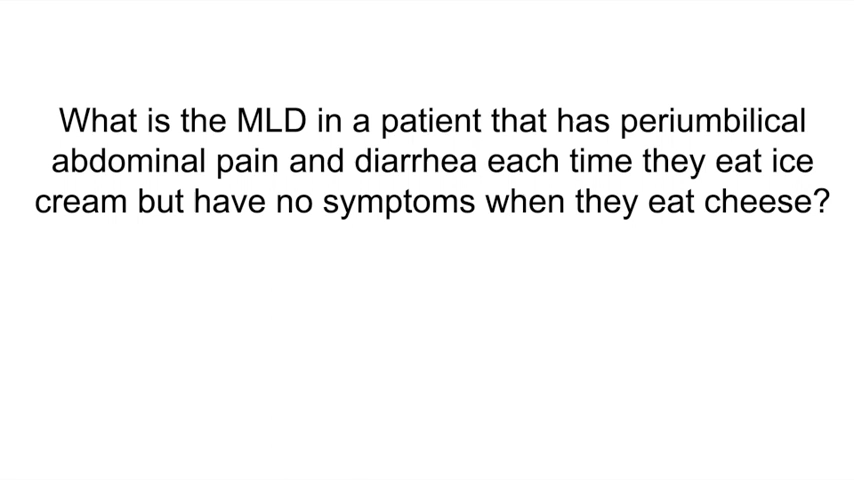 What is the MLD in a patient that has periumbilical
abdominal pain and diarrhea each time they eat ice
cream but have no symptoms when they eat cheese?